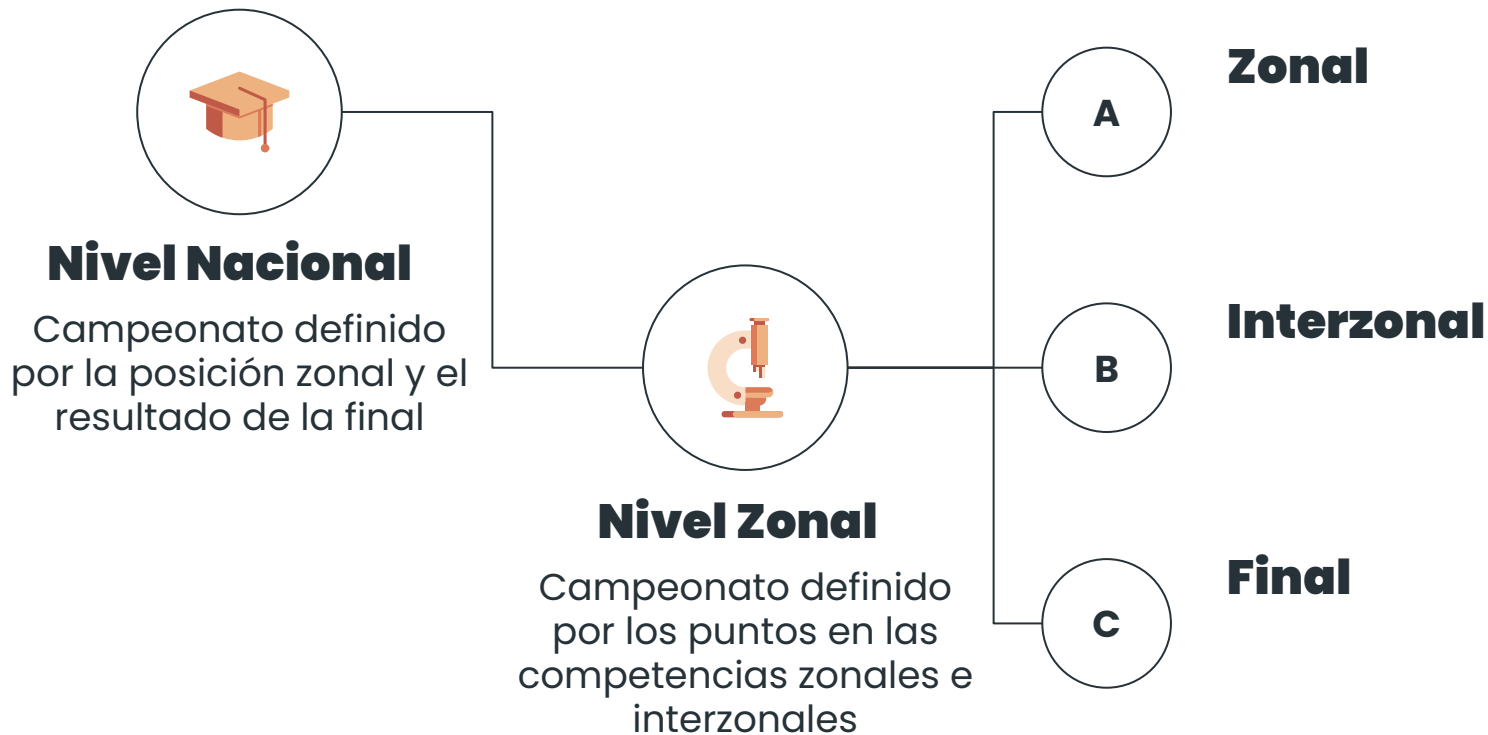 Nivel Nacional
Campeonato definido
por la posición zonal y el
resultado de la final
Nivel Zonal
Campeonato definido
por los puntos en las
competencias zonales e
interzonales
A
Zonal
B
Interzonal
C
Final